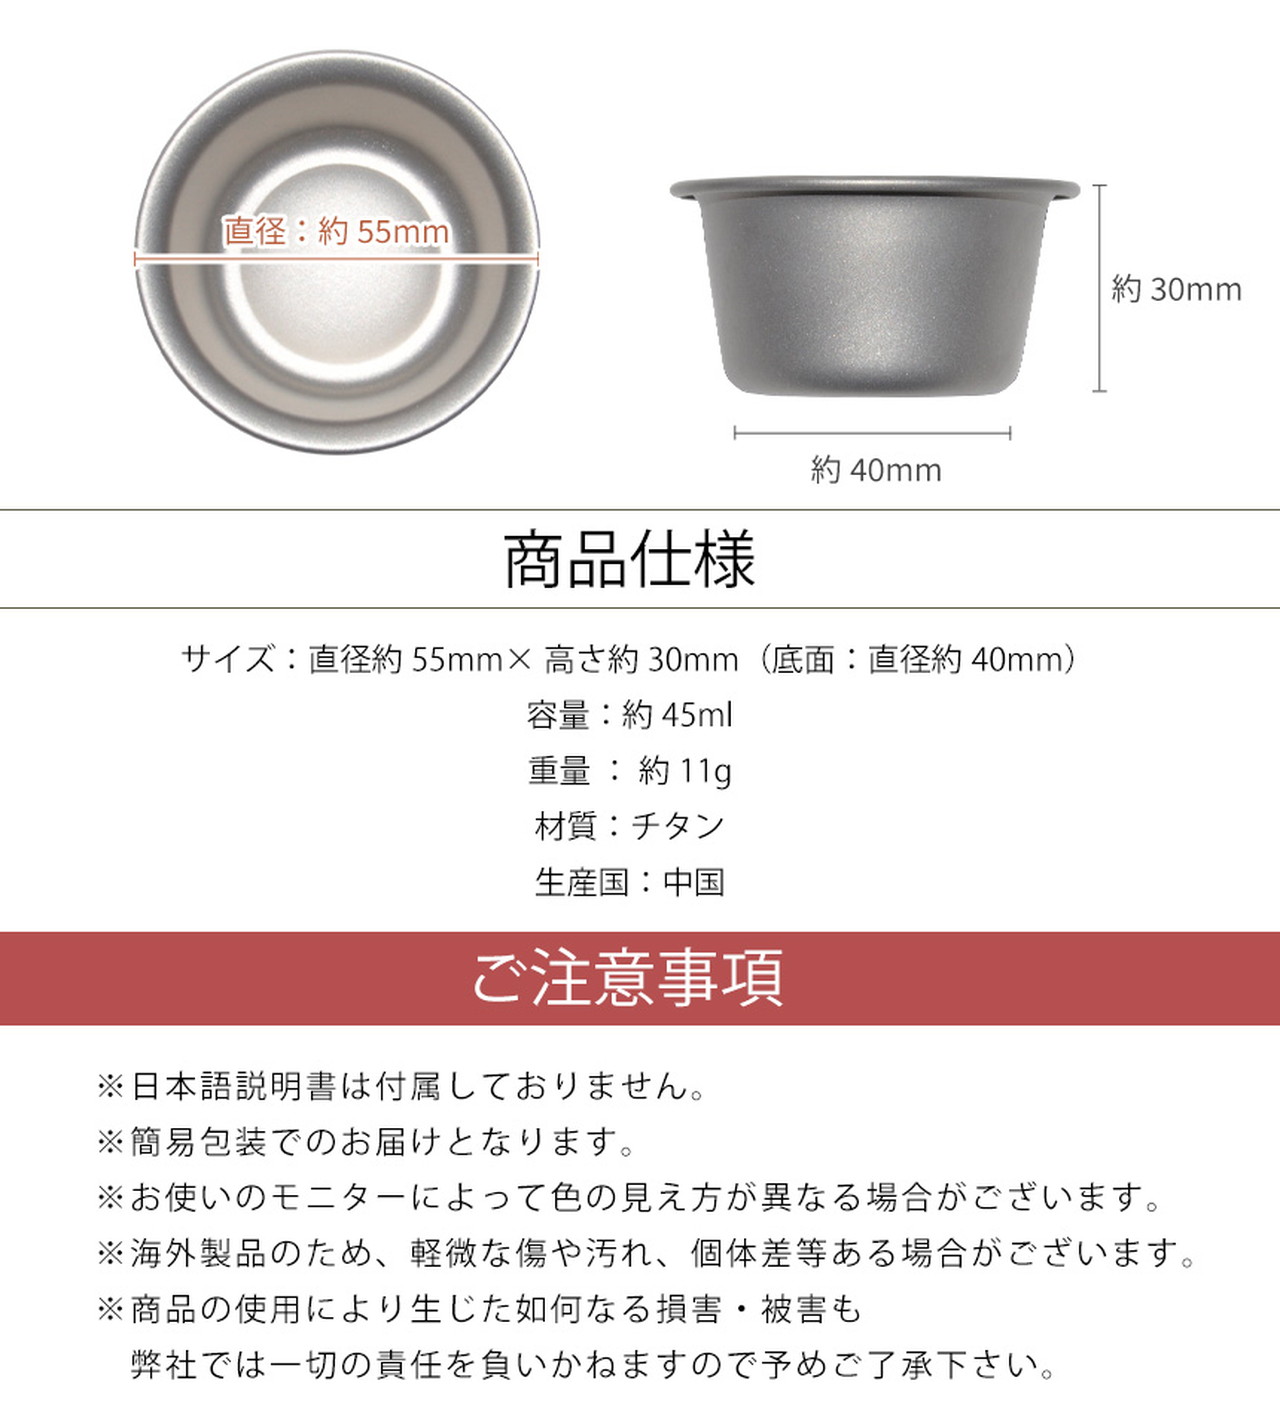 直径：約 55mm
約 30mm
約 40mm
商品仕様
サイズ：直径約 55mm× 高さ約 30mm（底面：直径約 40mm）
容量：約 45ml
重量 ： 約 11g
材質：チタン
生産国：中国
ご注意事項
※日本語説明書は付属しておりません。
※簡易包装でのお届けとなります。
※お使いのモニターによって色の見え方が異なる場合がございます。
※海外製品のため、軽微な傷や汚れ、個体差等ある場合がございます。
※商品の使用により生じた如何なる損害・被害も
弊社では一切の責任を負いかねますので予めご了承下さい。